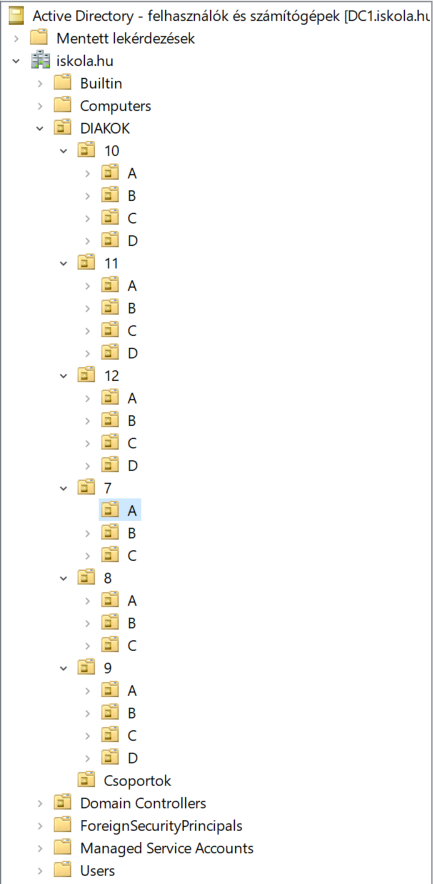 Active Directory - felhasználók és számítógépek [DC1.iskola.hu
Mentett lekérdezések
iskola.hu
Builtin
Computers
DIAKOK
10
A
B
C
D
11
A
B
C
D
12
A
B
C
D
7
A
B
C
8
A
B
C
9
A
B
C
D
Csoportok
Domain Controllers
ForeignSecurityPrincipals
Managed Service Accounts
Users